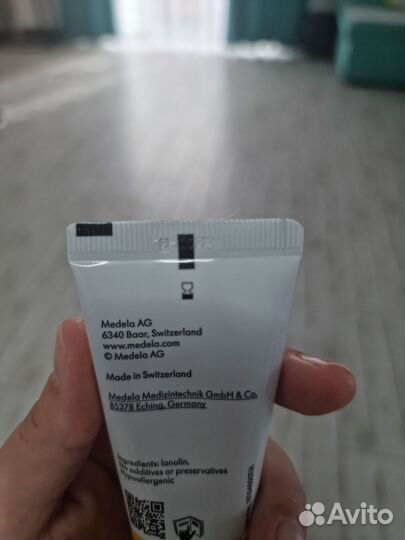 Medela AG
6340 Baar, Switzerland
www.medela.com
© Medela AG
Made in Switzerland
Medela Medizintechnik GmbH & Co.
85378 Eching, Germany
Ingredients: lanolin.
additives or preservatives
Hypoallergenic
Avito